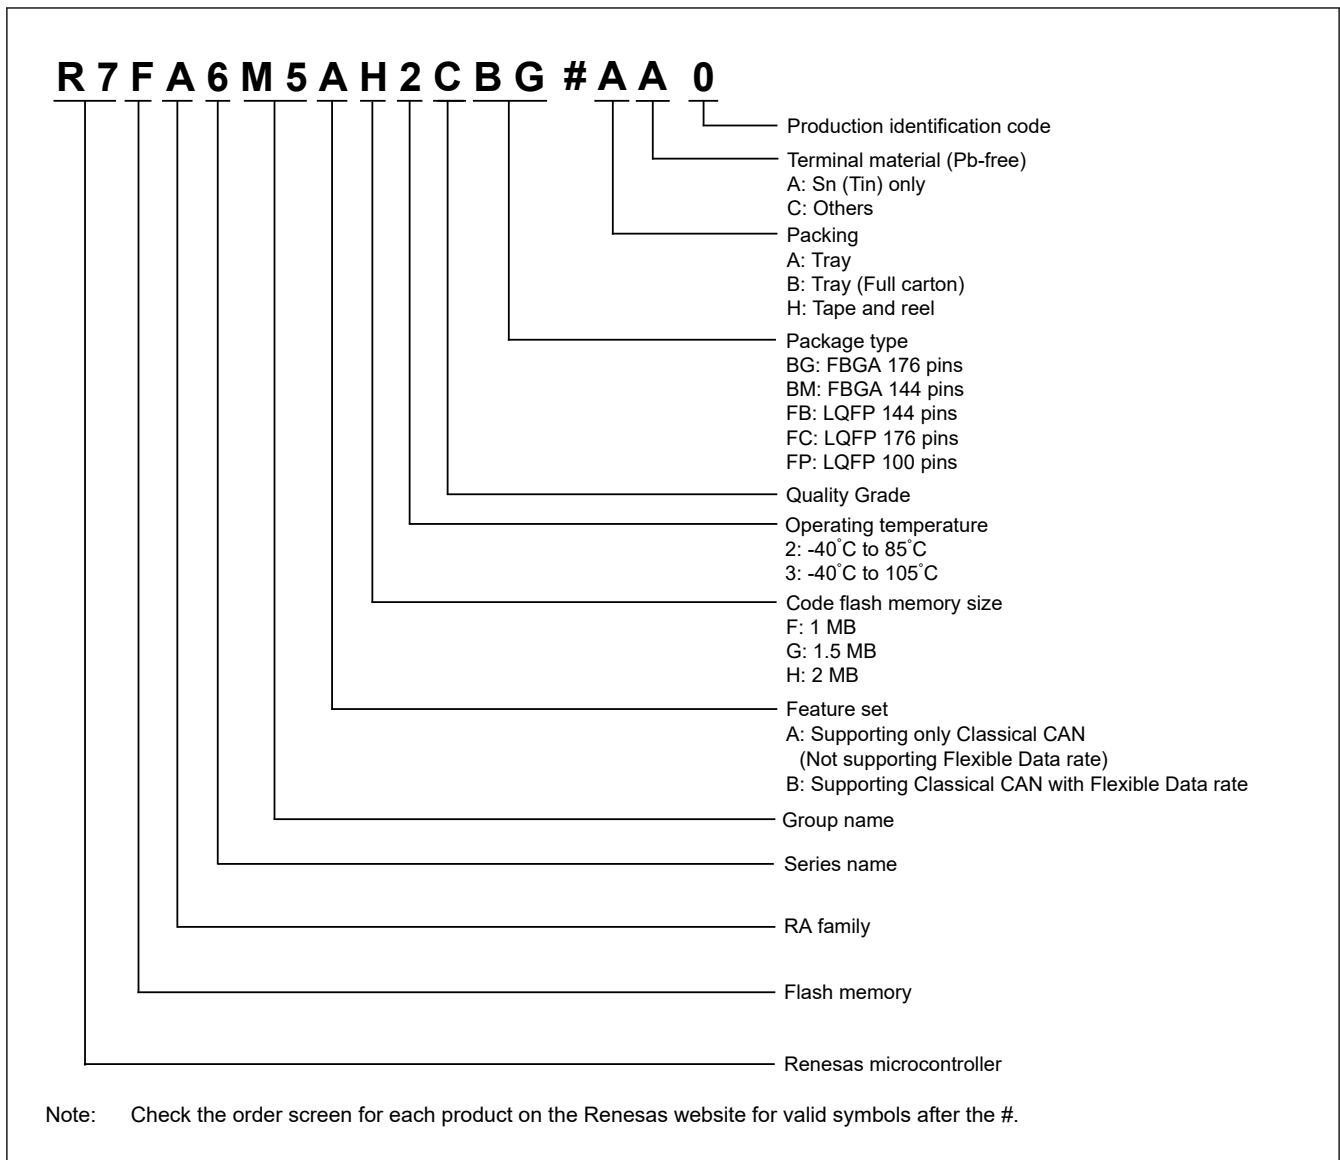 R7FA6M5AH2CBG #AA0
Production identification code
Terminal material (Pb-free)
A: Sn (Tin) only
C: Others
Packing
A: Tray
B: Tray (Full carton)
H: Tape and reel
Package type
BG: FBGA 176 pins
BM: FBGA 144 pins
FB: LQFP 144 pins
FC: LQFP 176 pins
FP: LQFP 100 pins
Quality Grade
Operating temperature
2: -40°C to 85°C
3: -40°C to 105°C
Code flash memory size
F: 1 MB
G: 1.5 MB
H: 2 MB
Feature set
A: Supporting only Classical CAN
(Not supporting Flexible Data rate)
B: Supporting Classical CAN with Flexible Data rate
Group name
Series name
RA family
Flash memory
Renesas microcontroller
Note: Check the order screen for each product on the Renesas website for valid symbols after the #.